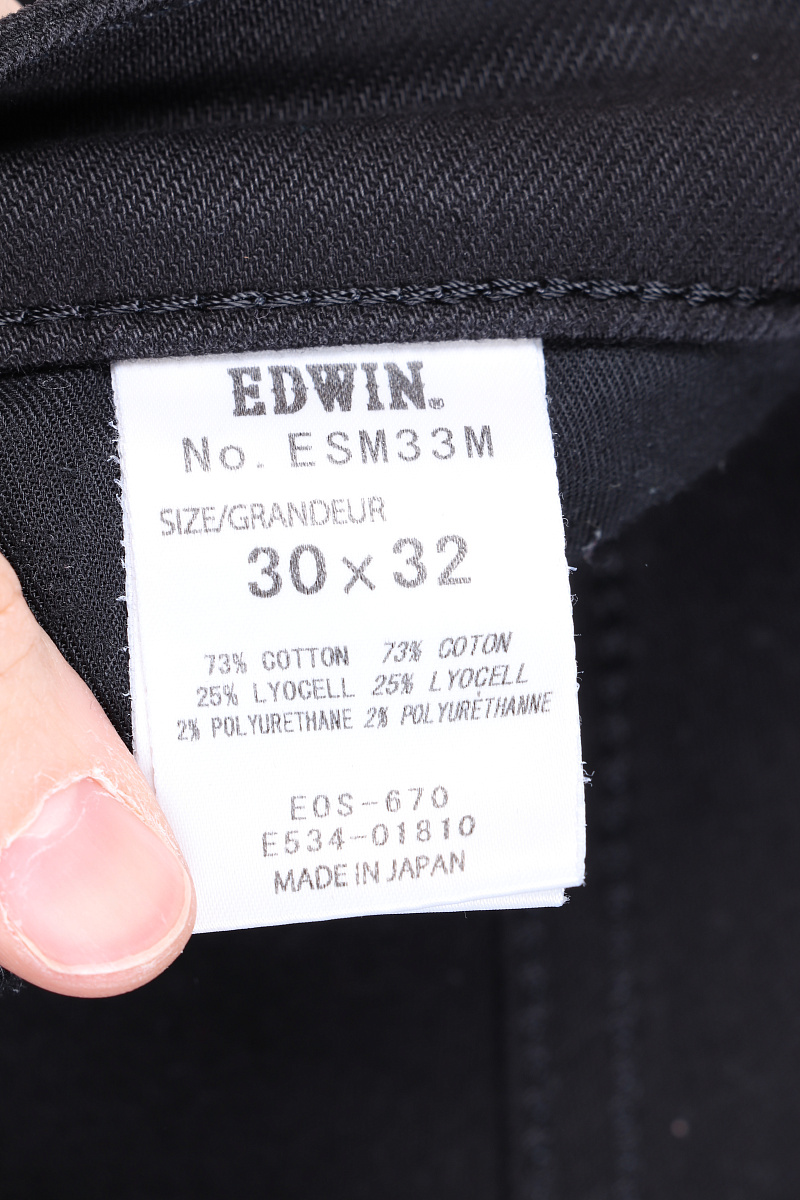 EDWIN®
No. ESM33M
SIZE/GRANDEUR
30×32
73% COTTON 73% COTON
25% LYOCELL 25% LYOCELL
2% POLYURETHANE 2% POLYURÉTHANNE
EOS-670
E534-01810
MADE IN JAPAN